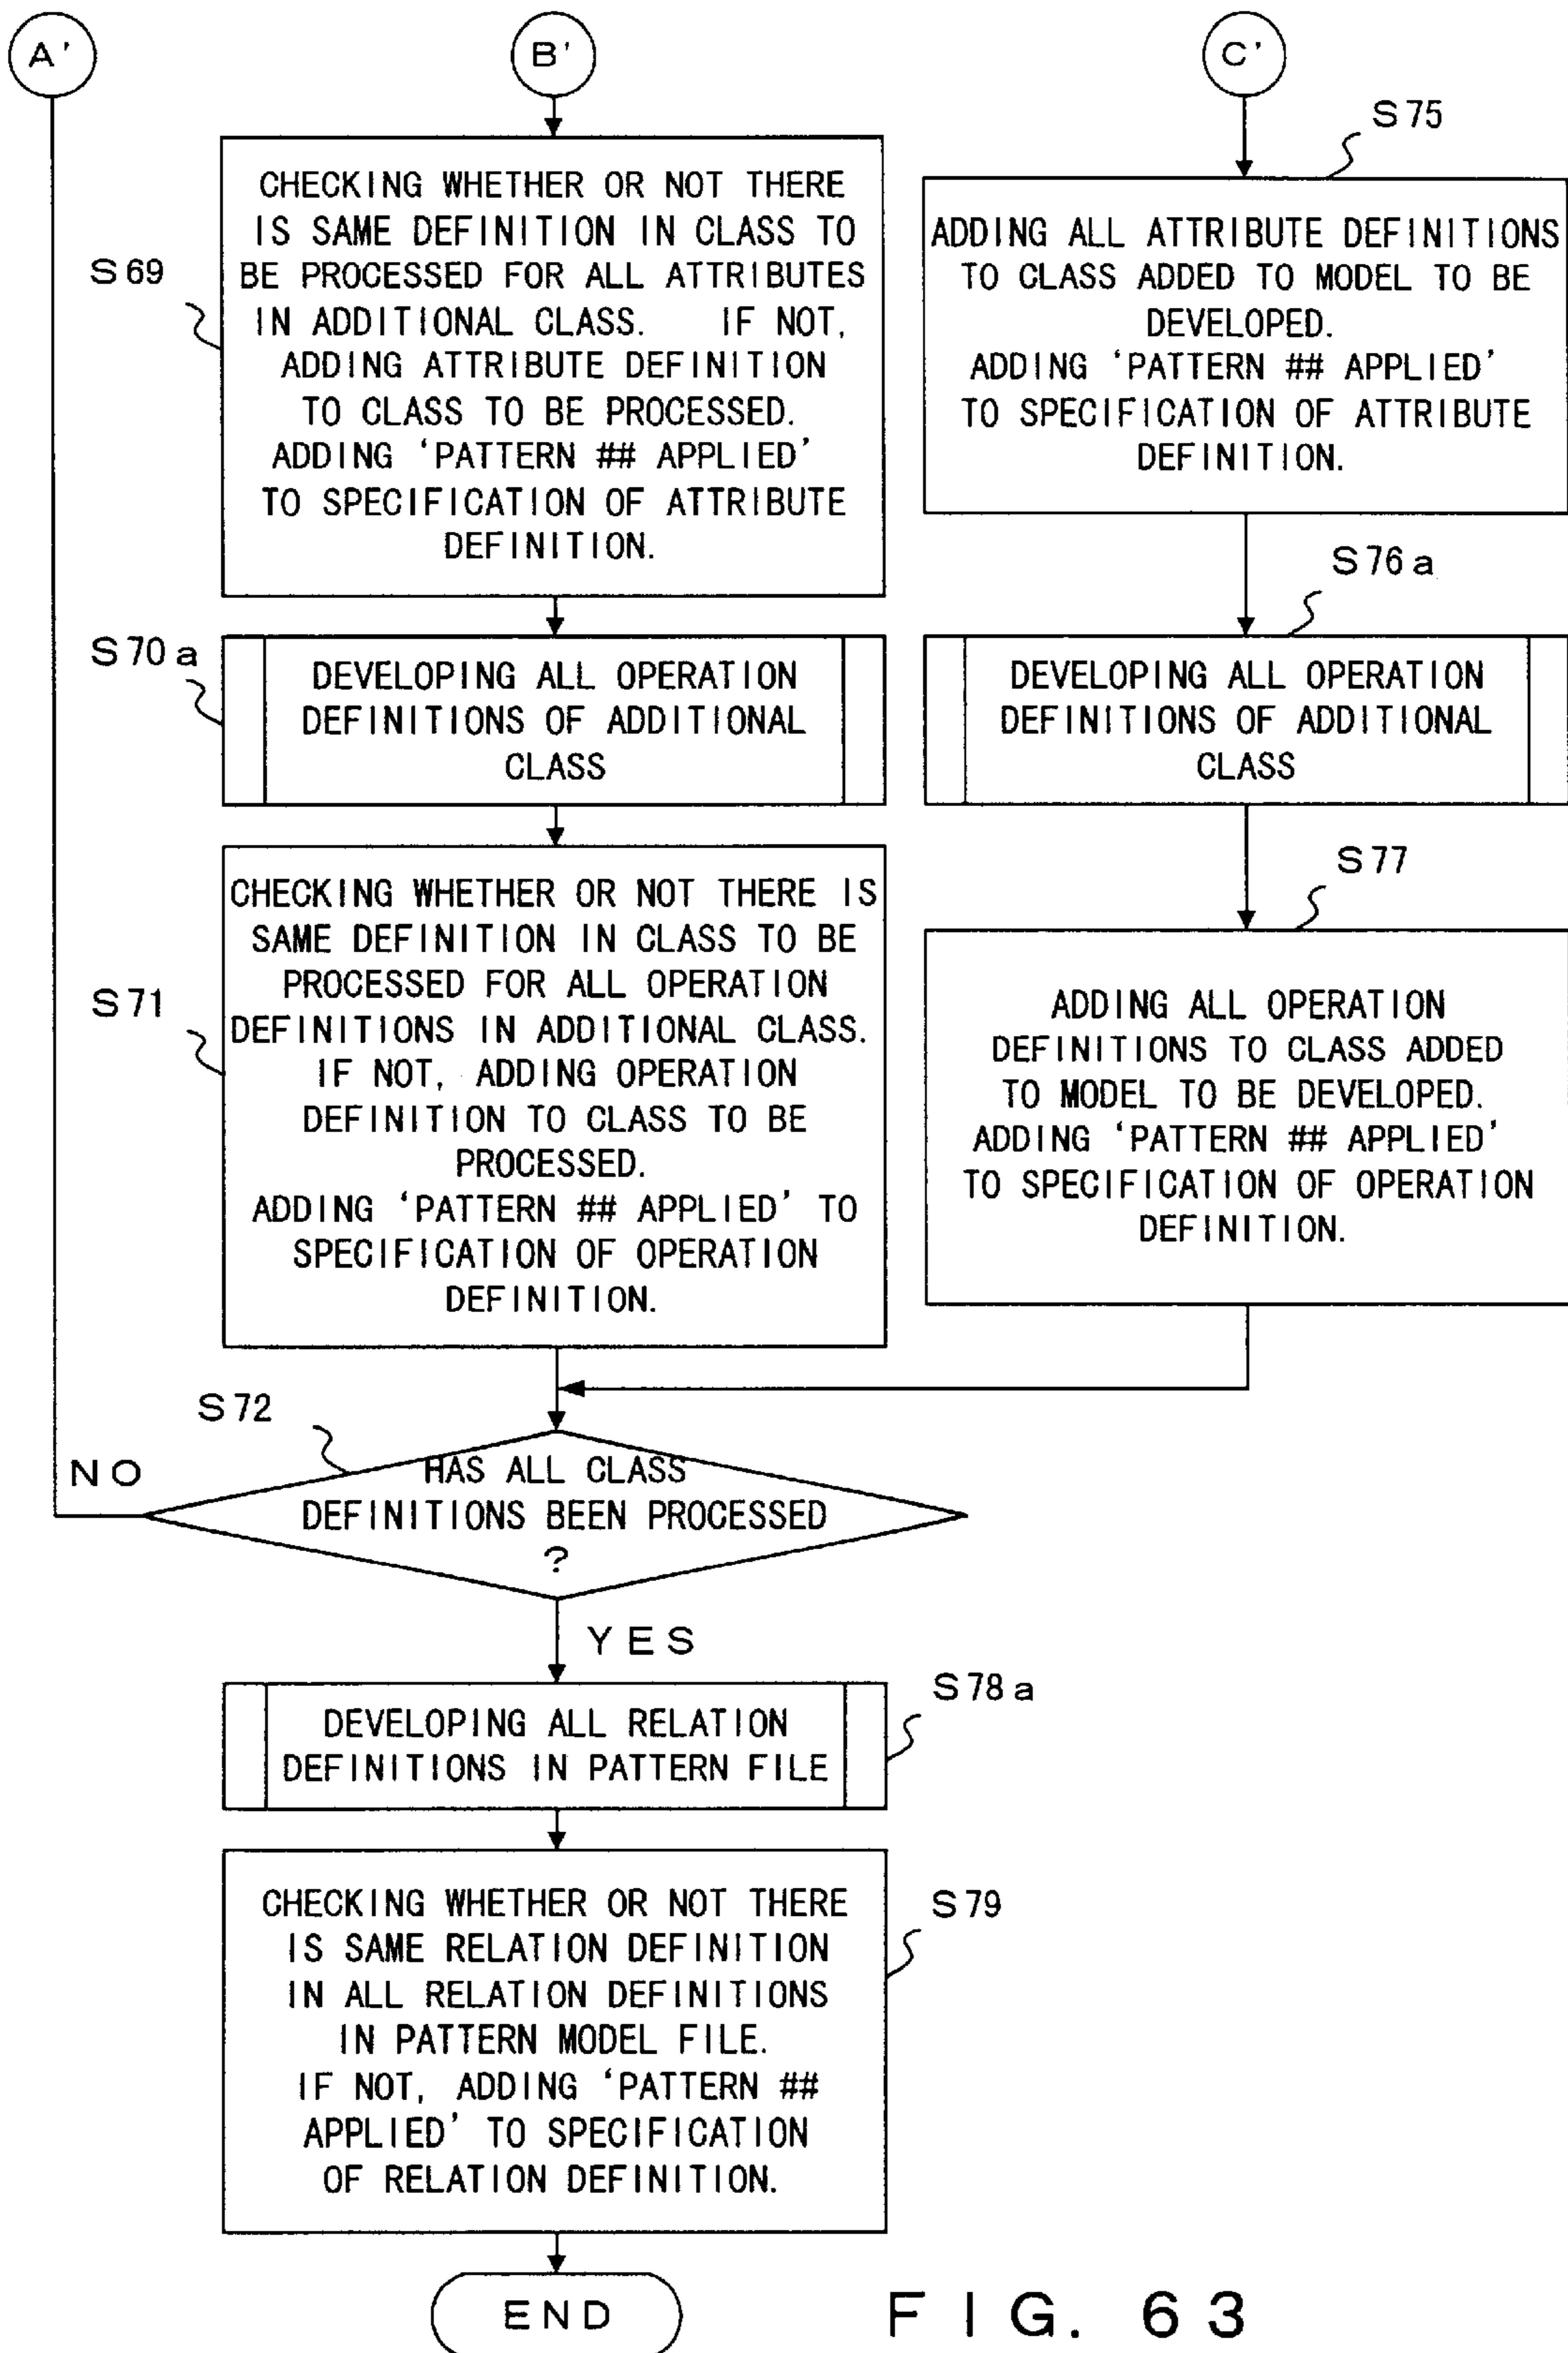 A'
B'
C'
S69
CHECKING WHETHER OR NOT THERE
IS SAME DEFINITION IN CLASS TO
BE PROCESSED FOR ALL ATTRIBUTES
IN ADDITIONAL CLASS. IF NOT,
ADDING ATTRIBUTE DEFINITION
TO CLASS TO BE PROCESSED.
ADDING ‘PATTERN ## APPLIED’
TO SPECIFICATION OF ATTRIBUTE
DEFINITION.
S75
ADDING ALL ATTRIBUTE DEFINITIONS
TO CLASS ADDED TO MODEL TO BE
DEVELOPED.
ADDING ‘PATTERN ## APPLIED’
TO SPECIFICATION OF ATTRIBUTE
DEFINITION.
S70a
DEVELOPING ALL OPERATION
DEFINITIONS OF ADDITIONAL
CLASS
S76a
DEVELOPING ALL OPERATION
DEFINITIONS OF ADDITIONAL
CLASS
S71
CHECKING WHETHER OR NOT THERE IS
SAME DEFINITION IN CLASS TO BE
PROCESSED FOR ALL OPERATION
DEFINITIONS IN ADDITIONAL CLASS.
IF NOT, ADDING OPERATION
DEFINITION TO CLASS TO BE
PROCESSED.
ADDING ‘PATTERN ## APPLIED’ TO
SPECIFICATION OF OPERATION
DEFINITION.
S77
ADDING ALL OPERATION
DEFINITIONS TO CLASS ADDED
TO MODEL TO BE DEVELOPED.
ADDING ‘PATTERN ## APPLIED’
TO SPECIFICATION OF OPERATION
DEFINITION.
S72
NO
HAS ALL CLASS
DEFINITIONS BEEN PROCESSED
?
YES
S78a
DEVELOPING ALL RELATION
DEFINITIONS IN PATTERN FILE
S79
CHECKING WHETHER OR NOT THERE
IS SAME RELATION DEFINITION
IN ALL RELATION DEFINITIONS
IN PATTERN MODEL FILE.
IF NOT, ADDING ‘PATTERN ##
APPLIED’ TO SPECIFICATION
OF RELATION DEFINITION.
END
FIG. 63